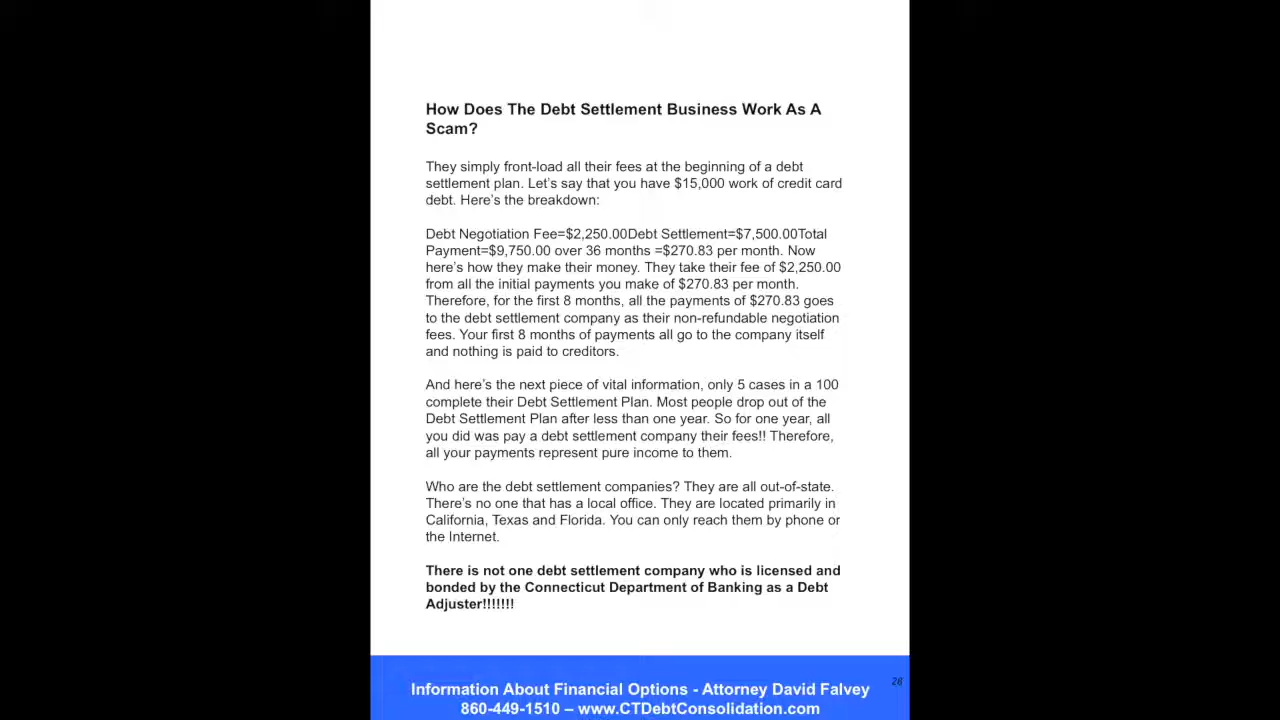 How Does The Debt Settlement Business Work As A
Scam?
They simply front-load all their fees at the beginning of a debt
settlement plan. Let's say that you have $15,000 work of credit card
debt. Here's the breakdown:
Debt Negotiation Fee=$2,250.00Debt Settlement=$7,500.00Total
Payment=$9,750.00 over 36 months =$270.83 per month. Now
here's how they make their money. They take their fee of $2,250.00
from all the initial payments you make of $270.83 per month.
Therefore, for the first 8 months, all the payments of $270.83 goes
to the debt settlement company as their non-refundable negotiation
fees. Your first 8 months of payments all go to the company itself
and nothing is paid to creditors.
And here's the next piece of vital information, only 5 cases in a 100
complete their Debt Settlement Plan. Most people drop out of the
Debt Settlement Plan after less than one year. So for one year, all
you did was pay a debt settlement company their fees!! Therefore,
all your payments represent pure income to them.
Who are the debt settlement companies? They are all out-of-state.
There's no one that has a local office. They are located primarily in
California, Texas and Florida. You can only reach them by phone or
the Internet.
There is not one debt settlement company who is licensed and
bonded by the Connecticut Department of Banking as a Debt
Adjuster!!!!!!!
26
Information About Financial Options - Attorney David Falvey
860-449-1510 – www.CTDebtConsolidation.com